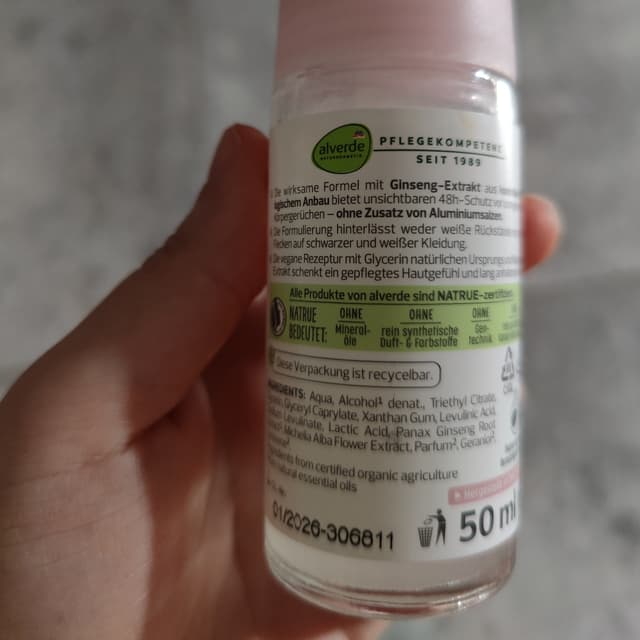 alverde
NATURKOSMETIK
PFLEGEKOMPETENZ
SEIT 1989
Die wirksame Formel mit Ginseng-Extrakt aus
logischem Anbau bietet unsichtbaren 48h-Schutz vor
Körpergerüchen – ohne Zusatz von Aluminiumsalzen.
Die Formulierung hinterlässt weder weiße Rückstände
Flecken auf schwarzer und weißer Kleidung.
Die vegane Rezeptur mit Glycerin natürlichen Ursprungs und
Extrakt schenkt ein gepflegtes Hautgefühl und lang
Alle Produkte von alverde sind NATRUE-zertifiziert.
NATRUE
BEDEUTET:
OHNE
Mineral-
öle
OHNE
rein synthetische
Duft- & Farbstoffe
OHNE
Gen-
technik
Diese Verpackung ist recycelbar.
INGREDIENTS: Aqua, Alcohol¹ denat., Triethyl Citrate,
Glyceryl Caprylate, Xanthan Gum, Levulinic Acid,
Levulinate, Lactic Acid, Panax Ginseng Root
Michelia Alba Flower Extract, Parfum², Geraniol²,
ingredients from certified organic agriculture
natural essential oils
Hergestellt
01/2026-306811
50 ml